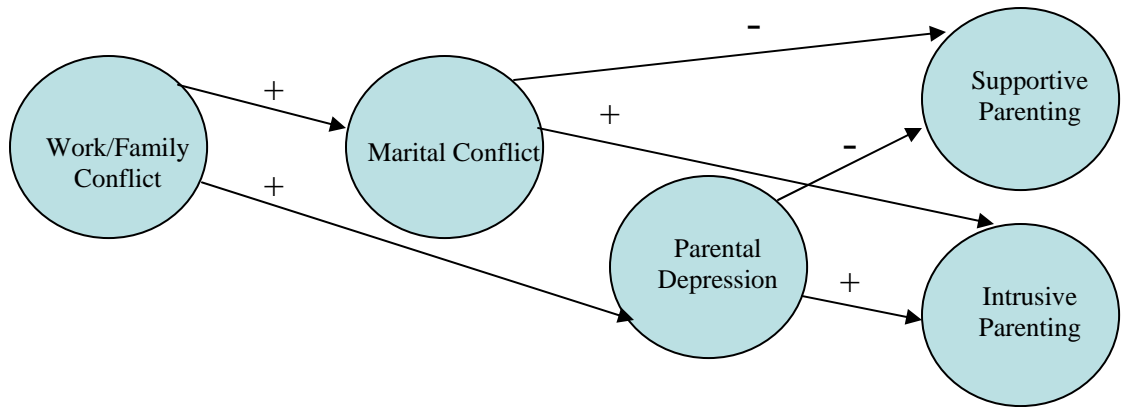 -
Supportive
Parenting
+
+
Work/Family
Conflict
Marital Conflict
-
+
Parental
Depression
+
Intrusive
Parenting